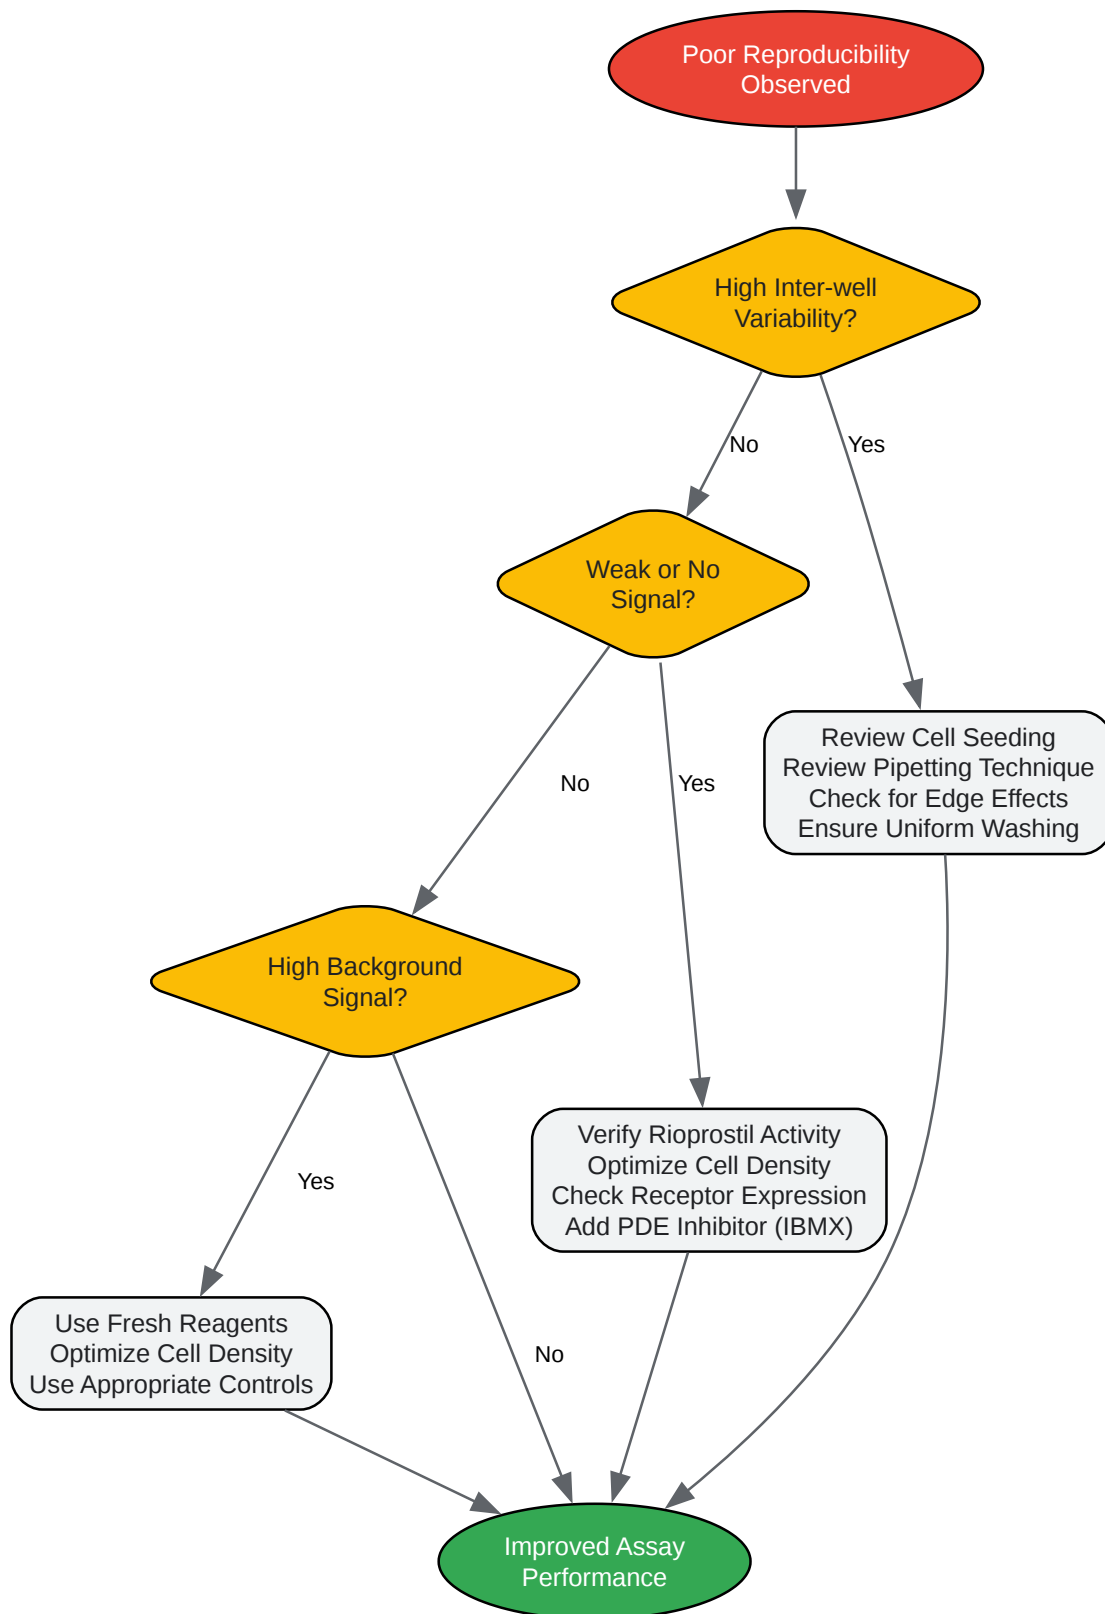 Poor Reproducibility
Observed
High Inter-well
Variability?
No
Yes
Weak or No
Signal?
No
Yes
Review Cell Seeding
Review Pipetting Technique
Check for Edge Effects
Ensure Uniform Washing
High Background
Signal?
Yes
No
Verify Rioprostil Activity
Optimize Cell Density
Check Receptor Expression
Add PDE Inhibitor (IBMX)
Use Fresh Reagents
Optimize Cell Density
Use Appropriate Controls
Improved Assay
Performance